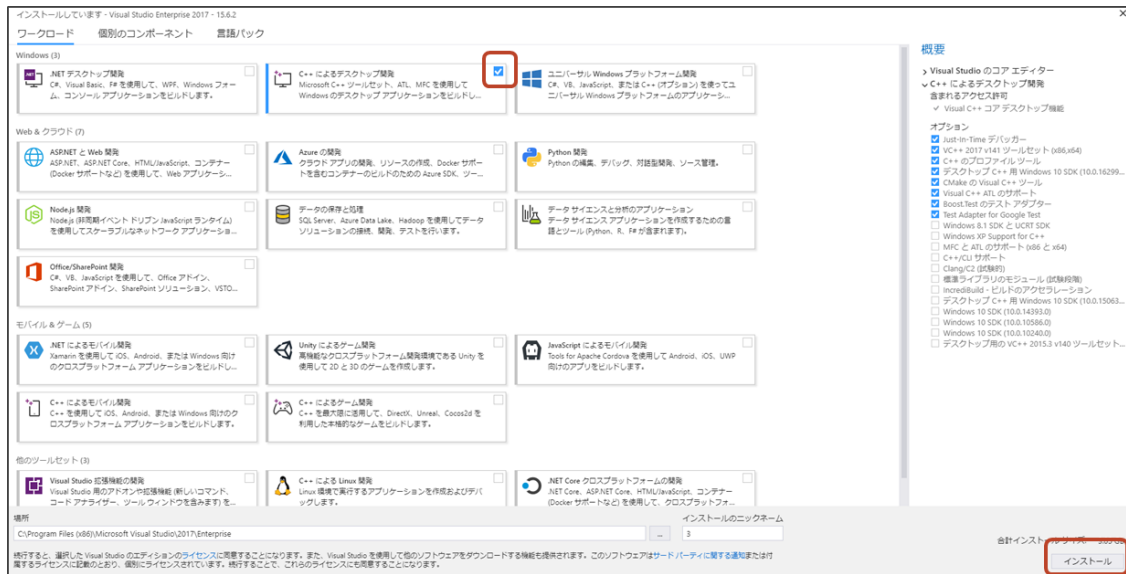 インストールしています - Visual Studio Enterprise 2017 - 15.6.2
ワークロード 個別のコンポーネント 言語パック
Windows (3)
.NET デスクトップ開発
C#、Visual Basic、F# を使用して、WPF、Windows フォー
ム、コンソール アプリケーションをビルドします。
C++ によるデスクトップ開発
Microsoft C++ ツールセット、ATL、MFC を使用して
Windows のデスクトップ アプリケーションをビルドし...
ユニバーサル Windows プラットフォーム開発
C#、VB、JavaScript、または C++ (オプション) を使ってユ
ニバーサル Windows プラットフォームのアプリケーシ...
Web & クラウド (7)
ASP.NET と Web 開発
ASP.NET、ASP.NET Core、HTML/JavaScript、コンテナー
(Docker サポートなど) を使用して、Web アプリケーシ...
Azure の開発
クラウド アプリの開発、リソースの作成、Docker サポー
トを含むコンテナーのビルドのための Azure SDK、ツー...
Python 開発
Python の編集、デバッグ、対話型開発、ソース管理。
Node.js 開発
Node.js (非同期イベント ドリブン JavaScript ランタイム)
を使用してスケーラブルなネットワーク アプリケーショ...
データの保存と処理
SQL Server、Azure Data Lake、Hadoop を使用してデータ
ソリューションの接続、開発、テストを行います。
データ サイエンスと分析のアプリケーション
データ サイエンス アプリケーションを作成するための言
語とツール (Python、R、F# が含まれます)。
Office/SharePoint 開発
C#、VB、JavaScript を使用して、Office アドイン、
SharePoint アドイン、SharePoint ソリューション、VSTO...
モバイル & ゲーム (5)
.NET によるモバイル開発
Xamarin を使用して iOS、Android、または Windows 向け
のクロスプラットフォーム アプリケーションをビルドし...
Unity によるゲーム開発
高機能なクロスプラットフォーム開発環境である Unity を
使用して 2D と 3D のゲームを作成します。
JavaScript によるモバイル開発
Tools for Apache Cordova を使用して Android、iOS、UWP
向けのアプリをビルドします。
C++ によるモバイル開発
C++ を使用して iOS、Android、または Windows 向けのク
ロスプラットフォーム アプリケーションをビルドします。
C++ によるゲーム開発
C++ を最大限に活用して、DirectX、Unreal、Cocos2d を
利用した本格的なゲームをビルドします。
他のツールセット (3)
Visual Studio 拡張機能の開発
Visual Studio 用のアドオンや拡張機能 (新しいコマンド、
コード アナライザー、ツール ウィンドウを含みます) を...
C++ による Linux 開発
Linux 環境で実行するアプリケーションを作成およびデバ
ッグします。
.NET Core クロスプラットフォームの開発
.NET Core、ASP.NET Core、HTML/JavaScript、コンテナー
(Docker サポートなど) を使用して、クロスプラットフォ...
概要
Visual Studio のコア エディター
C++ によるデスクトップ開発
含まれるアクセス許可
Visual C++ コア デスクトップ機能
オプション
Just-In-Time デバッガー
VC++ 2017 v141 ツールセット (x86,x64)
C++ のプロファイル ツール
デスクトップ C++ 用 Windows 10 SDK (10.0.16299...
CMake の Visual C++ ツール
Visual C++ ATL のサポート
Boost.Test のテスト アダプター
Test Adapter for Google Test
Windows 8.1 SDK と UCRT SDK
Windows XP Support for C++
MFC と ATL のサポート (x86 と x64)
C++/CLI サポート
Clang/C2 (試験的)
標準ライブラリのモジュール (試験段階)
IncrediBuild - ビルドのアクセラレーション
デスクトップ C++ 用 Windows 10 SDK (10.0.15063...
Windows 10 SDK (10.0.14393.0)
Windows 10 SDK (10.0.10586.0)
Windows 10 SDK (10.0.10240.0)
デスクトップ用の VC++ 2015.3 v140 ツールセット...
場所
C:\Program Files (x86)\Microsoft Visual Studio\2017\Enterprise
...
インストールのニックネーム
3
合計インストール
続行すると、選択した Visual Studio のエディションのライセンスに同意することになります。また、Visual Studio を使用して他のソフトウェアをダウンロードする機能も提供されます。このソフトウェアはサード パーティに関する通知または付
属するライセンスに記載のとおり、個別にライセンスされています。続行することで、これらのライセンスにも同意することになります。
インストール